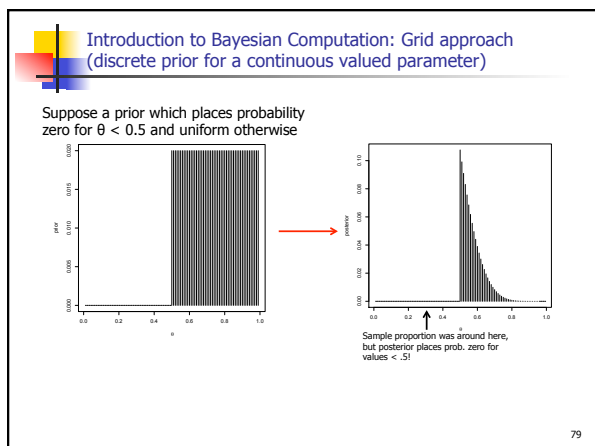 Introduction to Bayesian Computation: Grid approach
(discrete prior for a continuous valued parameter)
Suppose a prior which places probability
zero for θ < 0.5 and uniform otherwise
prior
0.020
0.015
0.010
0.005
0.000
0.0 0.2 0.4 0.6 0.8 1.0
θ
posterior
0.10
0.08
0.06
0.04
0.02
0.00
0.0 0.2 0.4 0.6 0.8 1.0
θ
Sample proportion was around here,
but posterior places prob. zero for
values < .5!
79